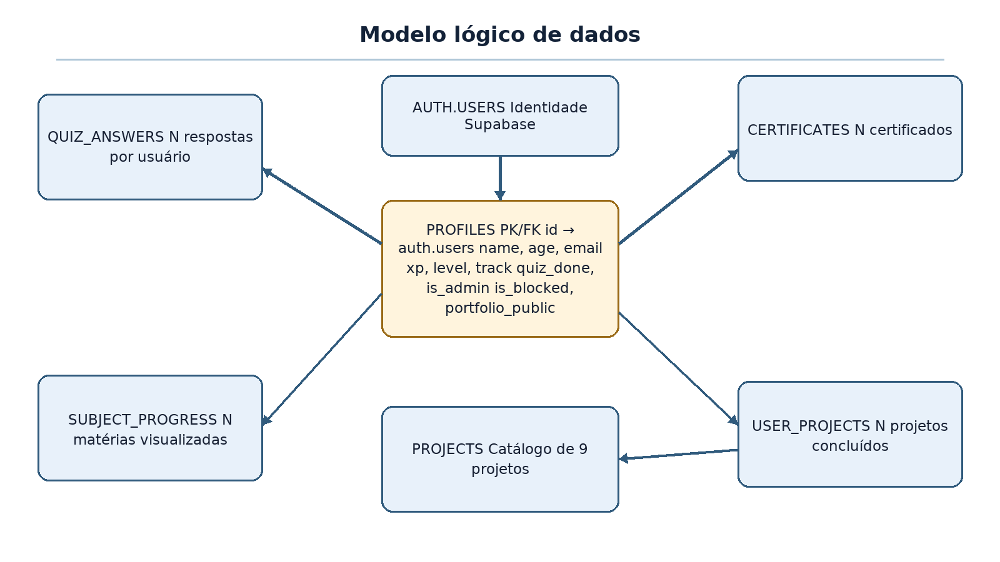 Modelo lógico de dados
QUIZ_ANSWERS N respostas
por usuário
AUTH.USERS Identidade
Supabase
CERTIFICATES N certificados
PROFILES PK/FK id →
auth.users name, age, email
xp, level, track quiz_done,
is_admin is_blocked,
portfolio_public
SUBJECT_PROGRESS N
matérias visualizadas
PROJECTS Catálogo de 9
projetos
USER_PROJECTS N projetos
concluídos